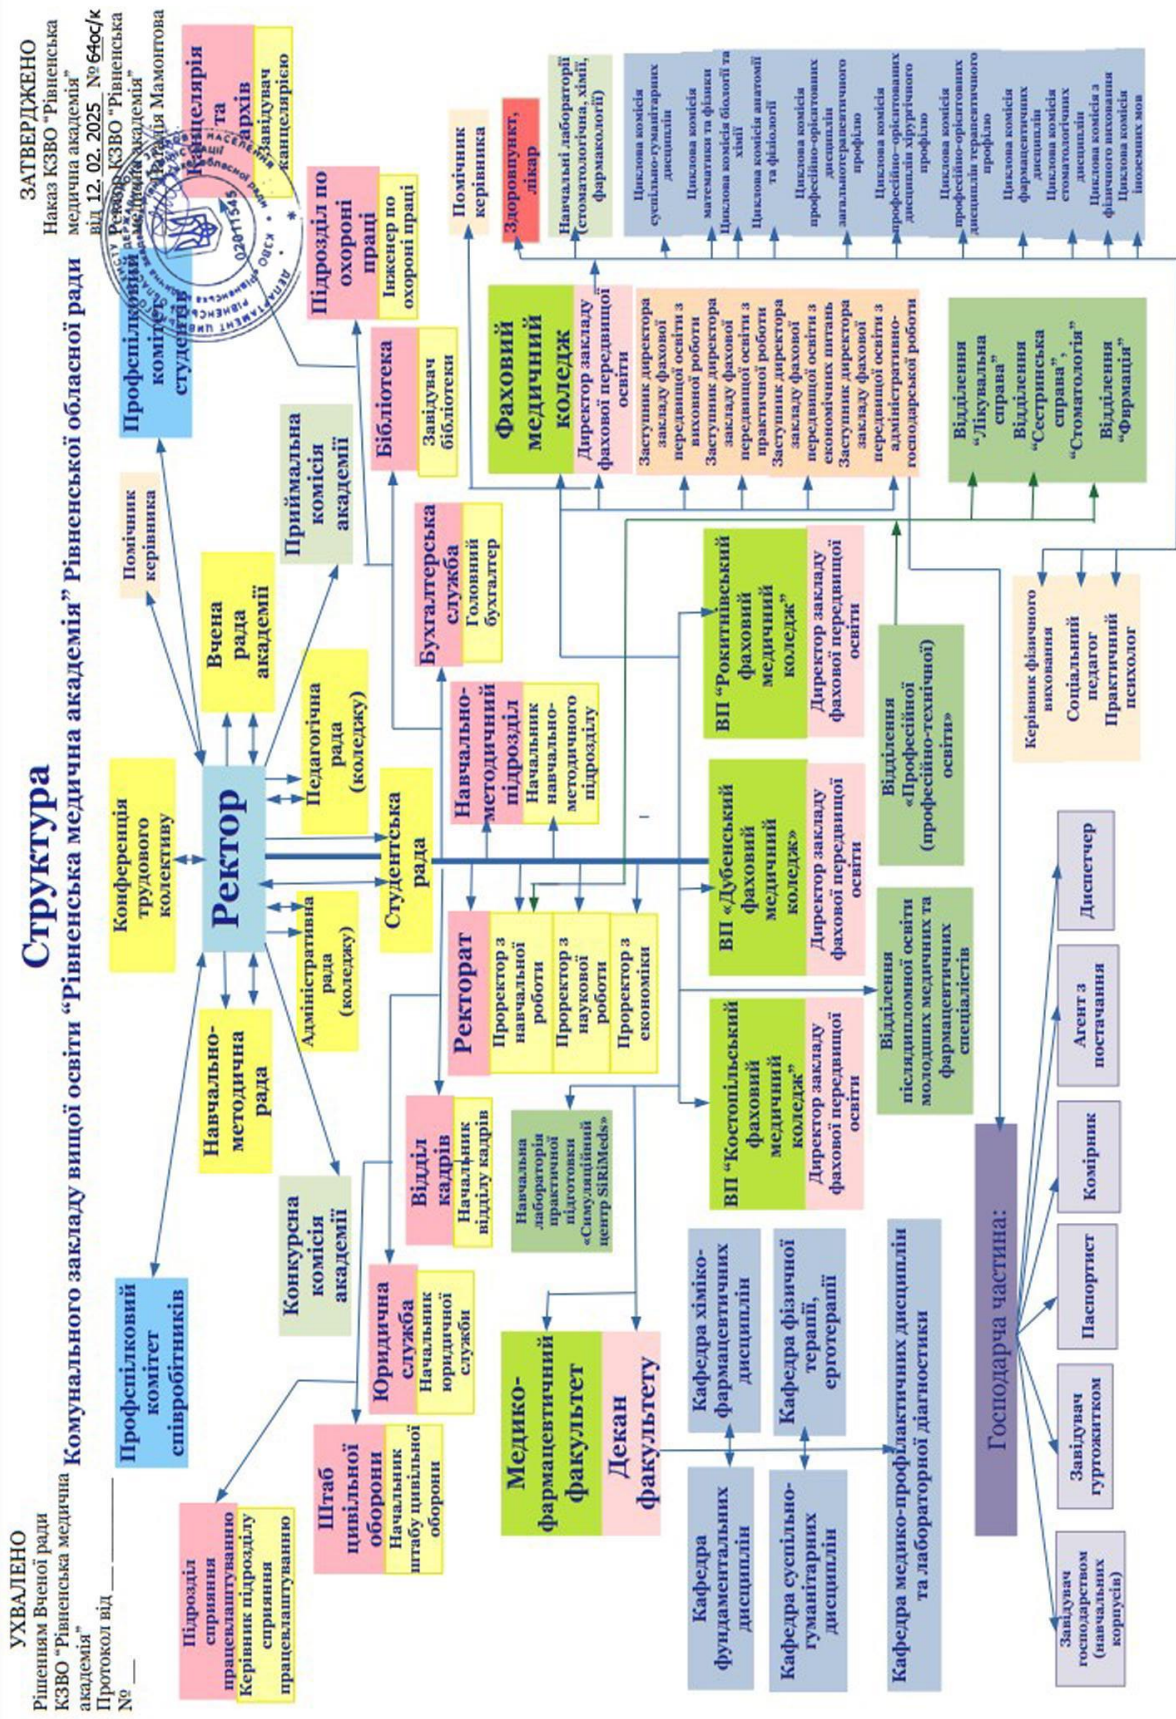 УХВАЛЕНО
Рішенням Вченої ради
КЗВО “Рівненська медична
академія”
Протокол від
№
Структура
Комунального закладу вищої освіти “Рівненська медична академія” Рівненської обласної ради
ЗАТВЕРДЖЕНО
Наказ КЗВО “Рівненська
медична академія”
від 12. 02. 2025 № 64ос/к
Ректор КЗВО “Рівненська
медична академія”
Мамонтова
02011545
Профспілковий
комітет
співробітників
Конференція
трудового
колективу
Помічник
керівника
Профспілковий
комітет
студентів
Канцелярія
та
архів
Завідувач
канцелярією
Підрозділ
сприяння
працевлаштуванню
Керівник підрозділу
сприяння
працевлаштуванню
Навчально-
методична
рада
Ректор
Вчена
рада
академії
Конкурсна
комісія
академії
Адміністративна
рада
(коледжу)
Педагогічна
рада
(коледжу)
Приймальна
комісія
академії
Підрозділ по
охороні
праці
Інженер по
охороні праці
Штаб
цивільної
оборони
Начальник
штабу цивільної
оборони
Юридична
служба
Начальник
юридичної
служби
Відділ
кадрів
Начальник
відділу кадрів
Студентська
рада
Бухгалтерська
служба
Головний
бухгалтер
Бібліотека
Завідувач
бібліотеки
Ректорат
Проректор з
навчальної
роботи
Проректор з
наукової
роботи
Проректор з
економіки
Навчально-
методичний
підрозділ
Начальник
навчально-
методичного
підрозділу
Помічник
керівника
Здоровпункт,
лікар
Навчальні лабораторії
(стоматологічна, хімії,
фармакології)
Медико-
фармацевтичний
факультет
Декан
факультету
Навчальна
лабораторія
практичної
підготовки
«Симуляційний
центр SiRiMeds»
Фаховий
медичний
коледж
Директор закладу
фахової передвищої
освіти
Заступник директора
закладу фахової
передвищої освіти з
виховної роботи
Заступник директора
закладу фахової
передвищої освіти з
практичної роботи
Заступник директора
закладу фахової
передвищої освіти з
економічних питань
Заступник директора
закладу фахової
передвищої освіти з
адміністративно-
господарської роботи
Циклова комісія
суспільно-гуманітарних
дисциплін
Циклова комісія
математики та фізики
Циклова комісія біології та
хімії
Циклова комісія анатомії
та фізіології
Циклова комісія
професійно-орієнтованих
дисциплін
загальнотерапевтичного
профілю
Циклова комісія
професійно-орієнтованих
дисциплін хірургічного
профілю
Циклова комісія
професійно-орієнтовних
дисциплін терапевтичного
профілю
Циклова комісія
фармацевтичних
дисциплін
Циклова комісія
стоматологічних
дисциплін
Циклова комісія з
фізичного виховання
Циклова комісія
іноземних мов
Кафедра
фундаментальних
дисциплін
Кафедра хіміко-
фармацевтичних
дисциплін
Кафедра суспільно-
гуманітарних
дисциплін
Кафедра фізичної
терапії,
ерготерапії
Кафедра медико-профілактичних дисциплін
та лабораторної діагностики
ВП “Костопільський
фаховий
медичний
коледж”
Директор закладу
фахової передвищої
освіти
ВП «Дубенський
фаховий
медичний
коледж»
Директор закладу
фахової передвищої
освіти
ВП “Рокитнівський
фаховий
медичний
коледж”
Директор закладу
фахової передвищої
освіти
Відділення
післядипломної освіти
молодших медичних та
фармацевтичних
спеціалістів
Відділення
«Професійної
(професійно-технічної)
освіти»
Відділення
“Лікувальна
справа”
Відділення
“Сестринська
справа”,
“Стоматологія”
Відділення
“Фврмація”
Керівник фізичного
виховання
Соціальний
педагог
Практичний
психолог
Господарча частина:
Завідувач
господарством
(навчальних
корпусів)
Завідувач
гуртожитком
Паспортист
Комірник
Агент з
постачання
Диспетчер